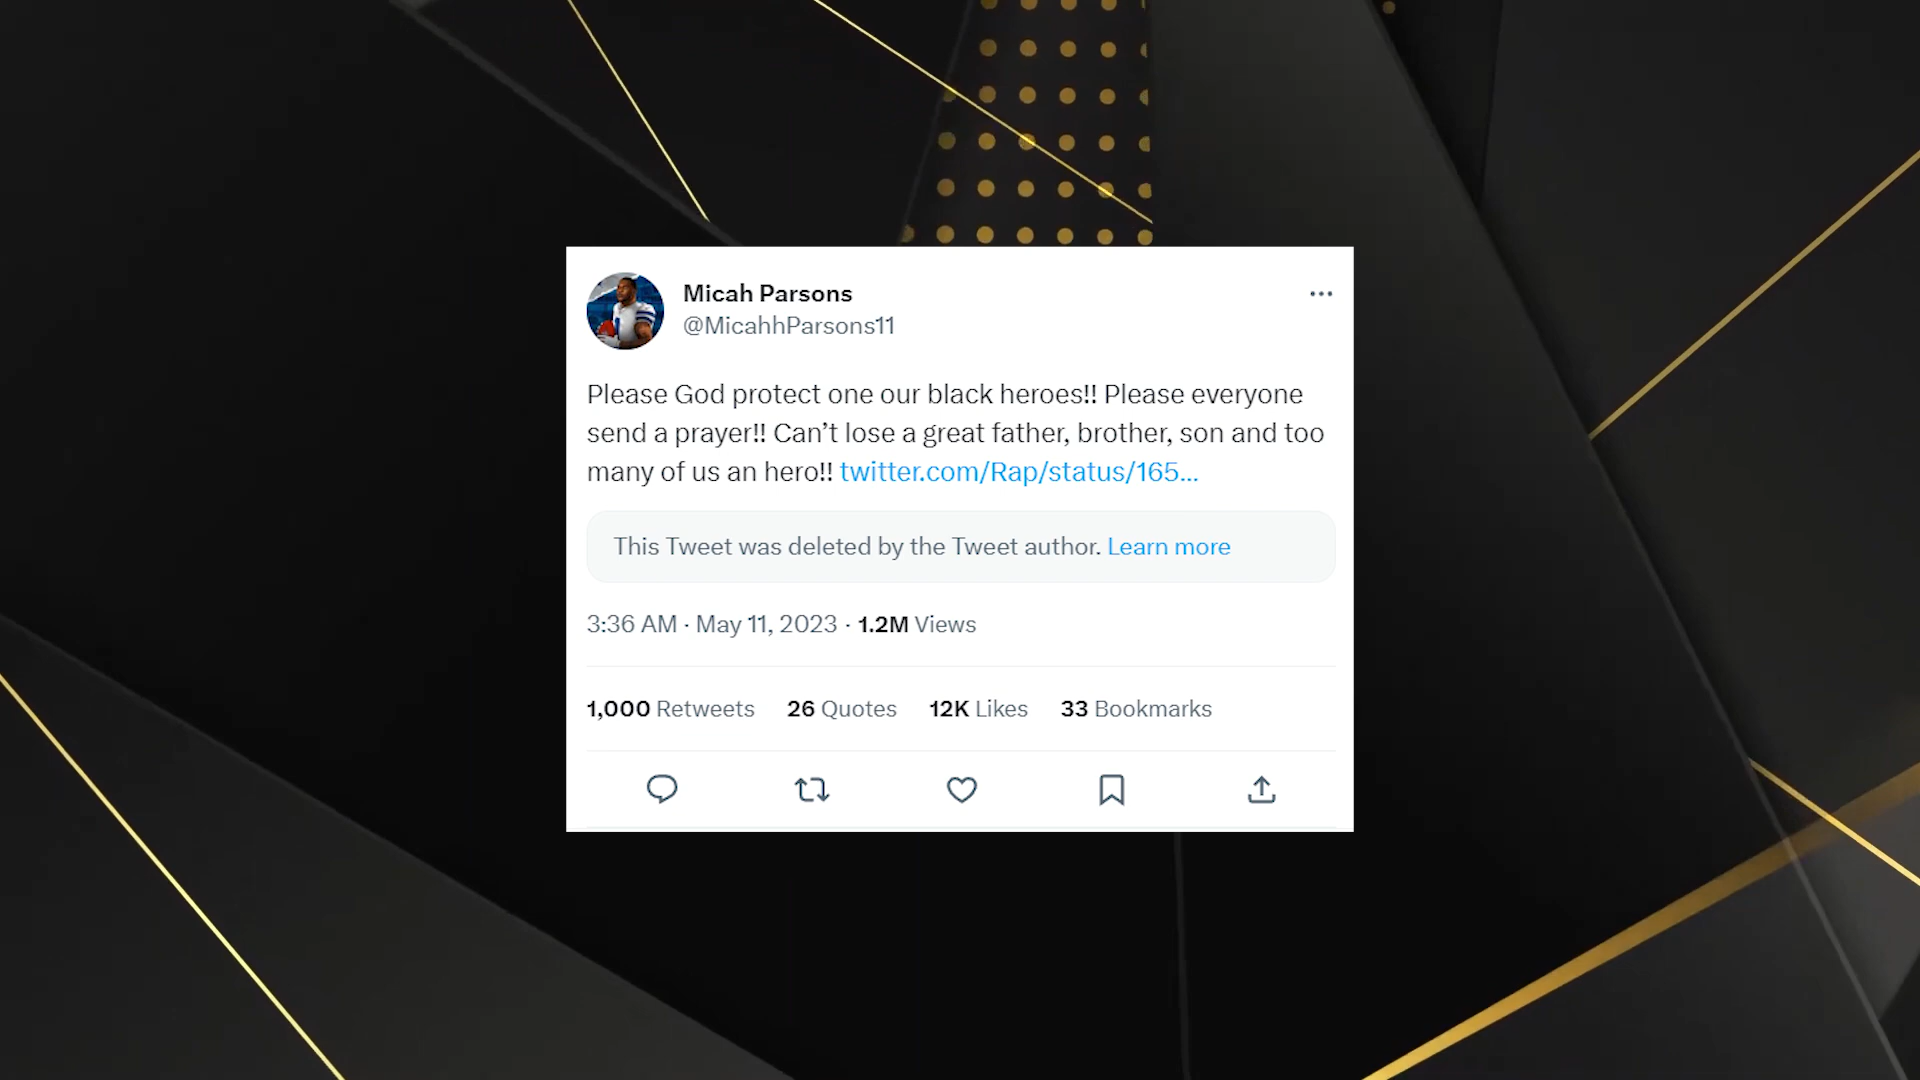 Micah Parsons
@MicahhParsons11
Please God protect one our black heroes!! Please everyone
send a prayer!! Can’t lose a great father, brother, son and too
many of us an hero!! twitter.com/Rap/status/165...
This Tweet was deleted by the Tweet author. Learn more
3:36 AM · May 11, 2023 · 1.2M Views
1,000 Retweets 26 Quotes 12K Likes 33 Bookmarks